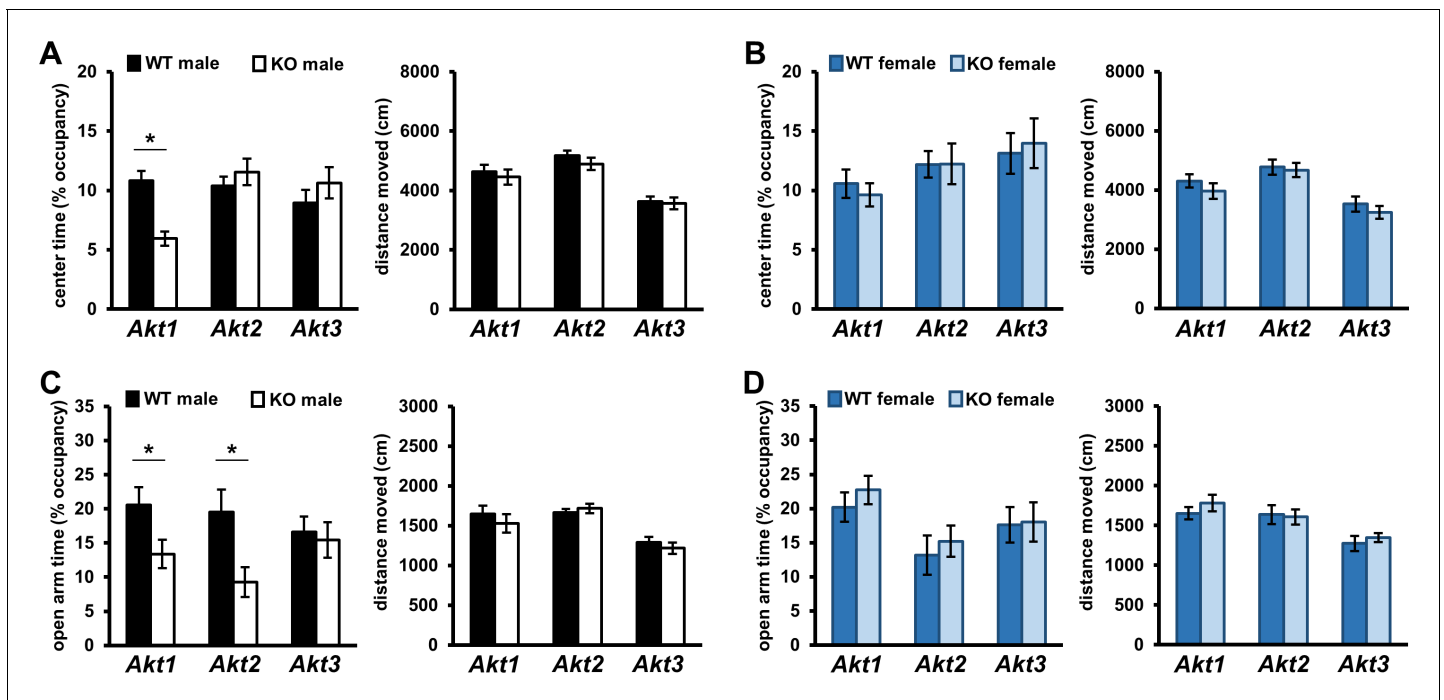 A
WT male KO male
center time (% occupancy)
20
15
10
5
0
*
Akt1 Akt2 Akt3
distance moved (cm)
8000
6000
4000
2000
0
Akt1 Akt2 Akt3
B
WT female KO female
center time (% occupancy)
20
15
10
5
0
Akt1 Akt2 Akt3
distance moved (cm)
8000
6000
4000
2000
0
Akt1 Akt2 Akt3
C
WT male KO male
open arm time (% occupancy)
35
30
25
20
15
10
5
0
* *
Akt1 Akt2 Akt3
distance moved (cm)
3000
2500
2000
1500
1000
500
0
Akt1 Akt2 Akt3
D
WT female KO female
open arm time (% occupancy)
35
30
25
20
15
10
5
0
Akt1 Akt2 Akt3
distance moved (cm)
3000
2500
2000
1500
1000
500
0
Akt1 Akt2 Akt3